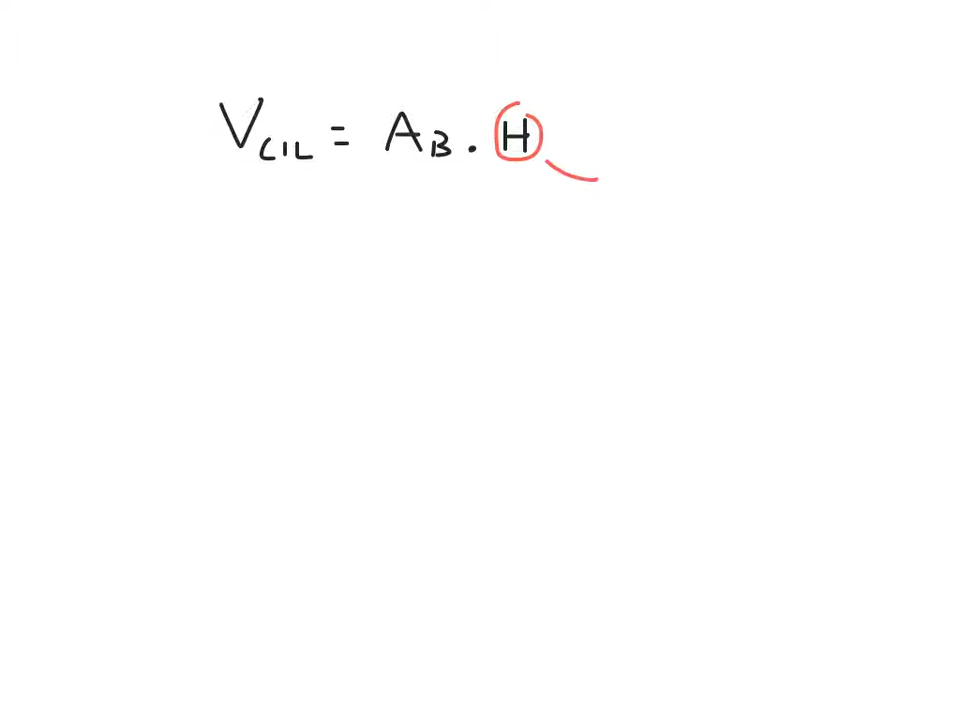 V_CIL = A_B . H